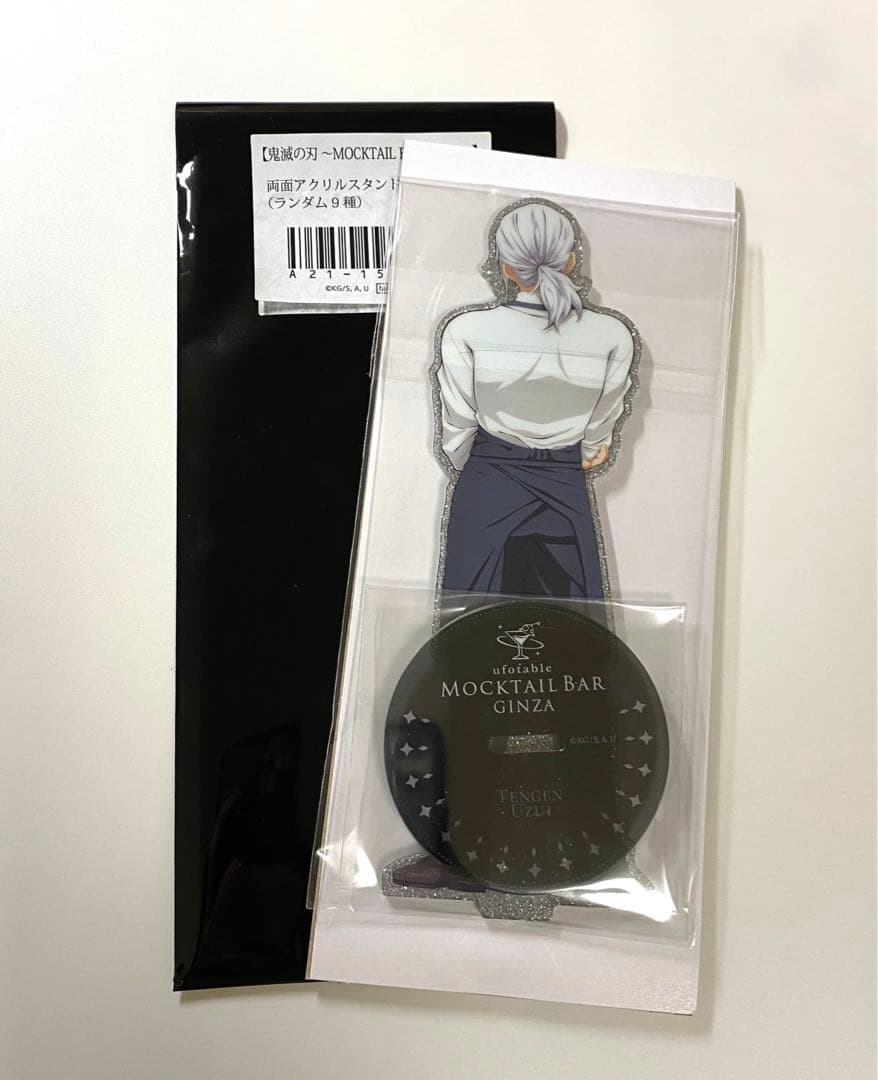 【鬼滅の刃 ～MOCKTAIL
両面アクリルスタンド
（ランダム９種）
A21-15
©KG/S, A, U
ufotable
MOCKTAIL BAR
GINZA
©KG/S, A, U
TENGEN
UZUI